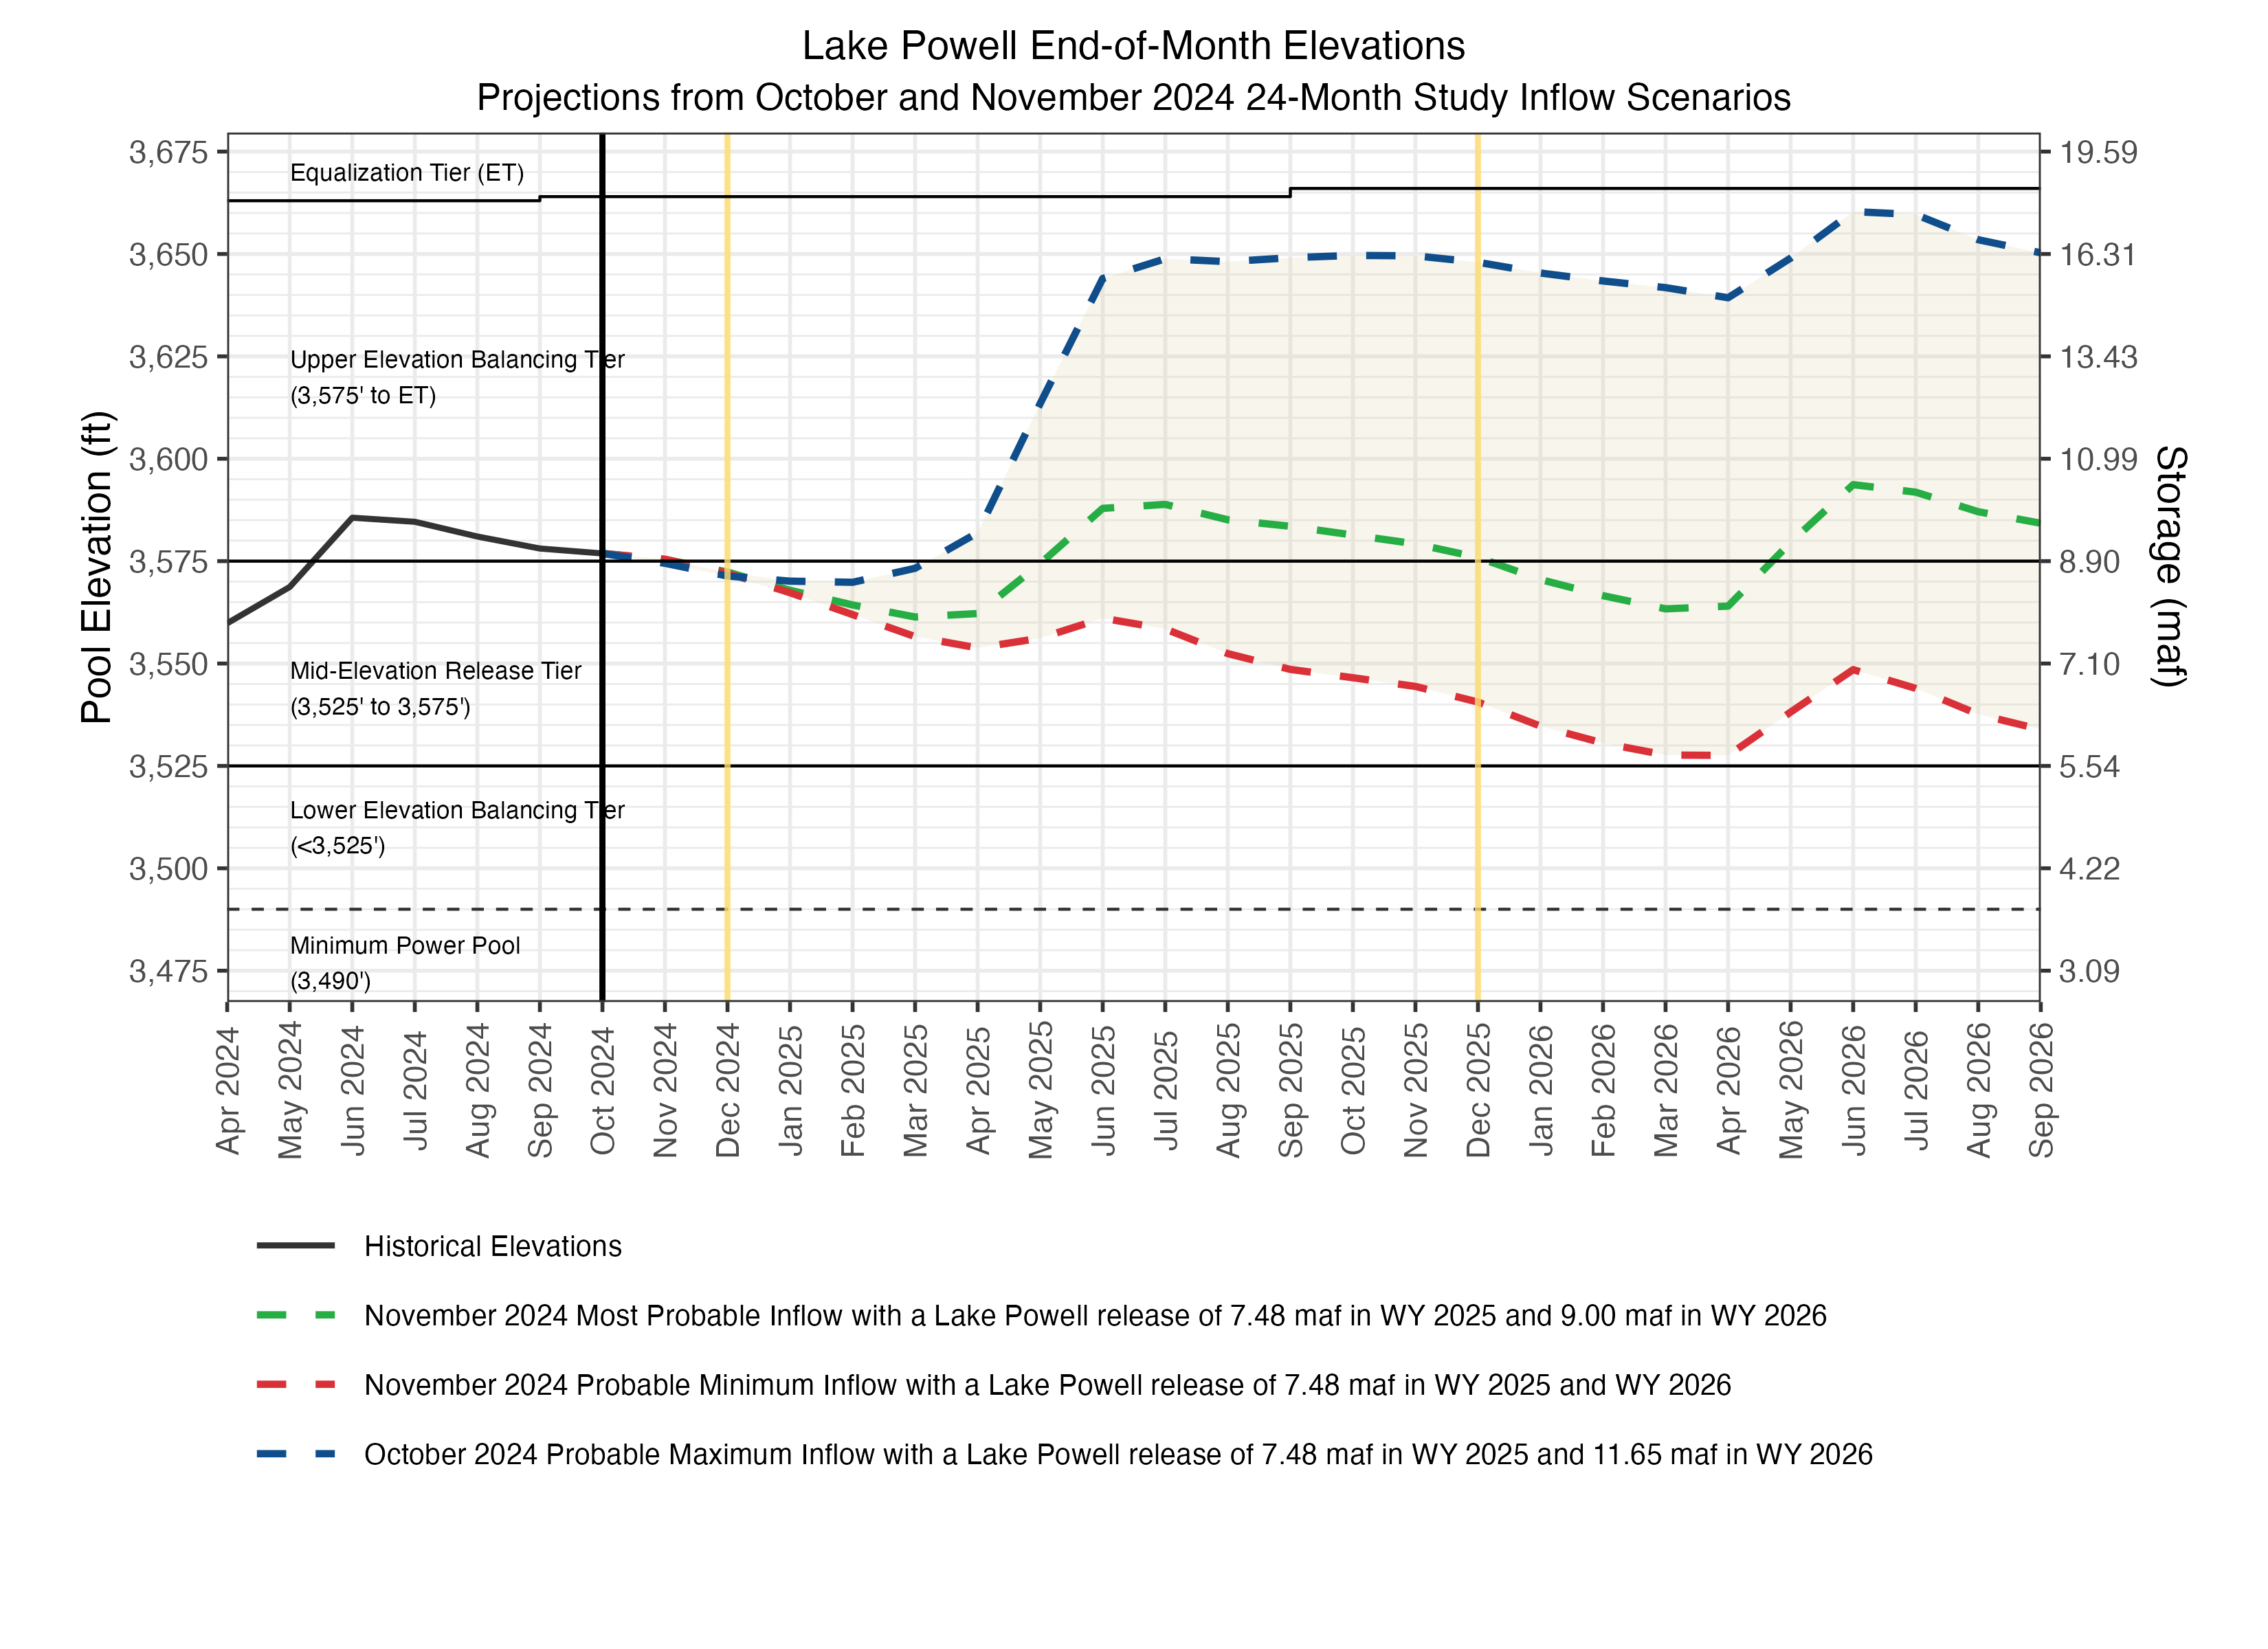 Lake Powell End-of-Month Elevations
Projections from October and November 2024 24-Month Study Inflow Scenarios
Pool Elevation (ft)
3,675
3,650
3,625
3,600
3,575
3,550
3,525
3,500
3,475
Equalization Tier (ET)
Upper Elevation Balancing Tier
(3,575' to ET)
Mid-Elevation Release Tier
(3,525' to 3,575')
Lower Elevation Balancing Tier
(<3,525')
Minimum Power Pool
(3,490')
19.59
16.31
13.43
10.99
8.90
7.10
5.54
4.22
3.09
Storage (maf)
Apr 2024
May 2024
Jun 2024
Jul 2024
Aug 2024
Sep 2024
Oct 2024
Nov 2024
Dec 2024
Jan 2025
Feb 2025
Mar 2025
Apr 2025
May 2025
Jun 2025
Jul 2025
Aug 2025
Sep 2025
Oct 2025
Nov 2025
Dec 2025
Jan 2026
Feb 2026
Mar 2026
Apr 2026
May 2026
Jun 2026
Jul 2026
Aug 2026
Sep 2026
Historical Elevations
November 2024 Most Probable Inflow with a Lake Powell release of 7.48 maf in WY 2025 and 9.00 maf in WY 2026
November 2024 Probable Minimum Inflow with a Lake Powell release of 7.48 maf in WY 2025 and WY 2026
October 2024 Probable Maximum Inflow with a Lake Powell release of 7.48 maf in WY 2025 and 11.65 maf in WY 2026